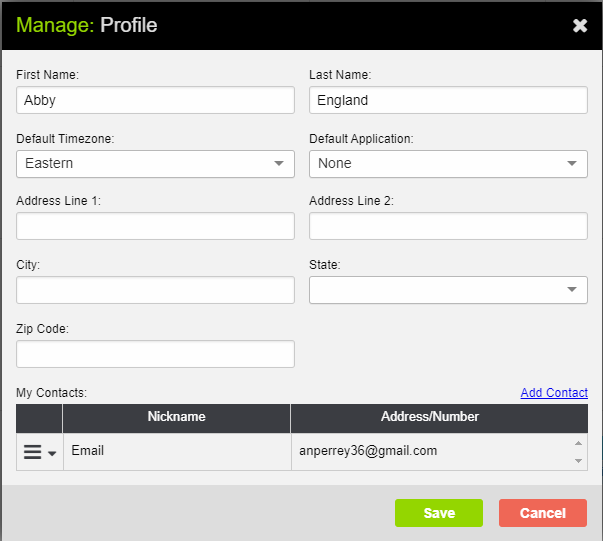 Manage: Profile
First Name: Last Name:
Abby England
Default Timezone: Default Application:
Eastern None
Address Line 1: Address Line 2:
City: State:
Zip Code:
My Contacts: Add Contact
Nickname Address/Number
Email anperrey36@gmail.com
Save Cancel